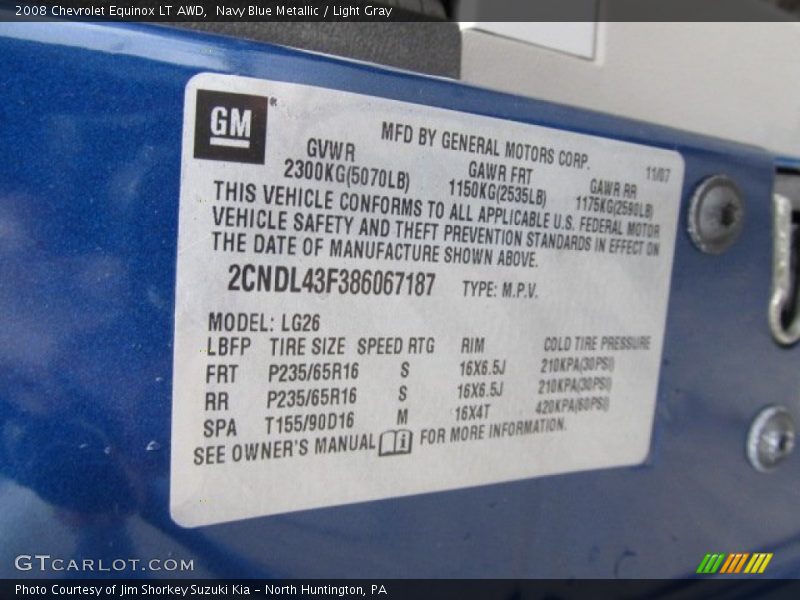 2008 Chevrolet Equinox LT AWD, Navy Blue Metallic / Light Gray
GM®
MFD BY GENERAL MOTORS CORP. 11/07
GVWR GAWR FRT GAWR RR
2300KG(5070LB) 1150KG(2535LB) 1175KG(2590LB)
THIS VEHICLE CONFORMS TO ALL APPLICABLE U.S. FEDERAL MOTOR
VEHICLE SAFETY AND THEFT PREVENTION STANDARDS IN EFFECT ON
THE DATE OF MANUFACTURE SHOWN ABOVE.
2CNDL43F386067187 TYPE: M.P.V.
MODEL: LG26
LBFP TIRE SIZE SPEED RTG RIM COLD TIRE PRESSURE
FRT P235/65R16 S 16X6.5J 210KPA(30PSI)
RR P235/65R16 S 16X6.5J 210KPA(30PSI)
SPA T155/90D16 M 16X4T 420KPA(60PSI)
SEE OWNER'S MANUAL i FOR MORE INFORMATION.
GTCARLOT.COM
Photo Courtesy of Jim Shorkey Suzuki Kia – North Huntington, PA